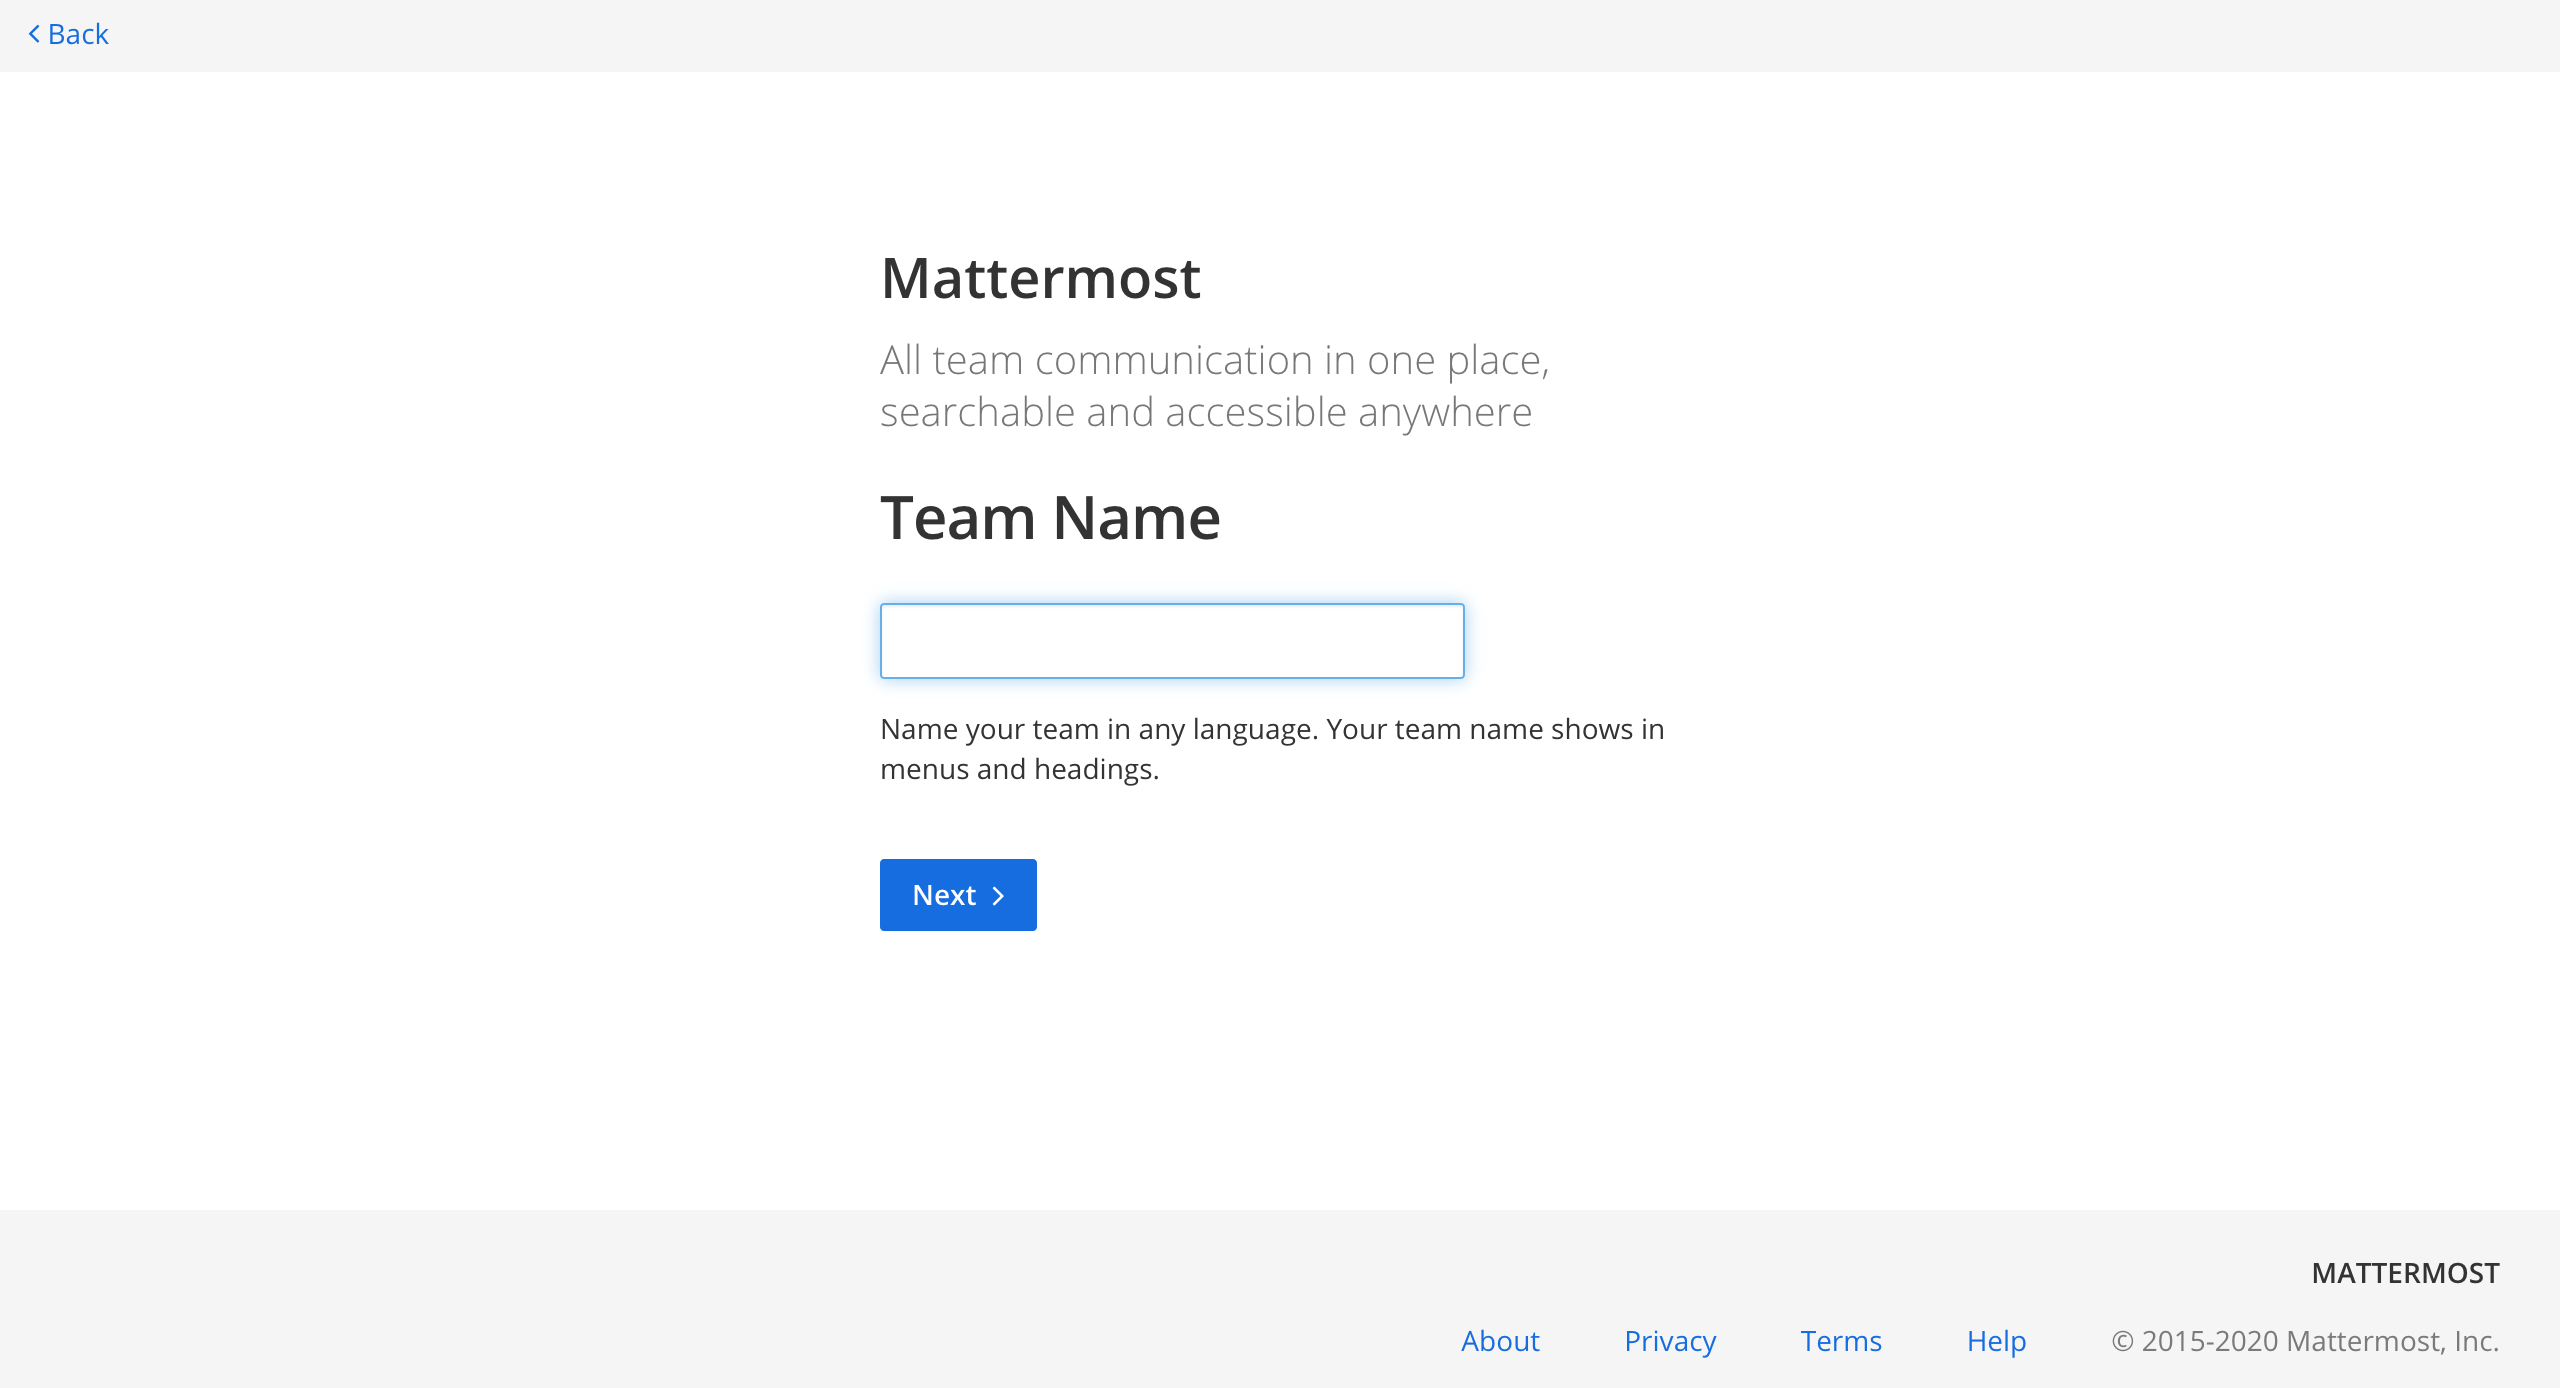 Back
Mattermost
All team communication in one place,
searchable and accessible anywhere
Team Name
Name your team in any language. Your team name shows in
menus and headings.
Next
MATTERMOST
About Privacy Terms Help © 2015-2020 Mattermost, Inc.